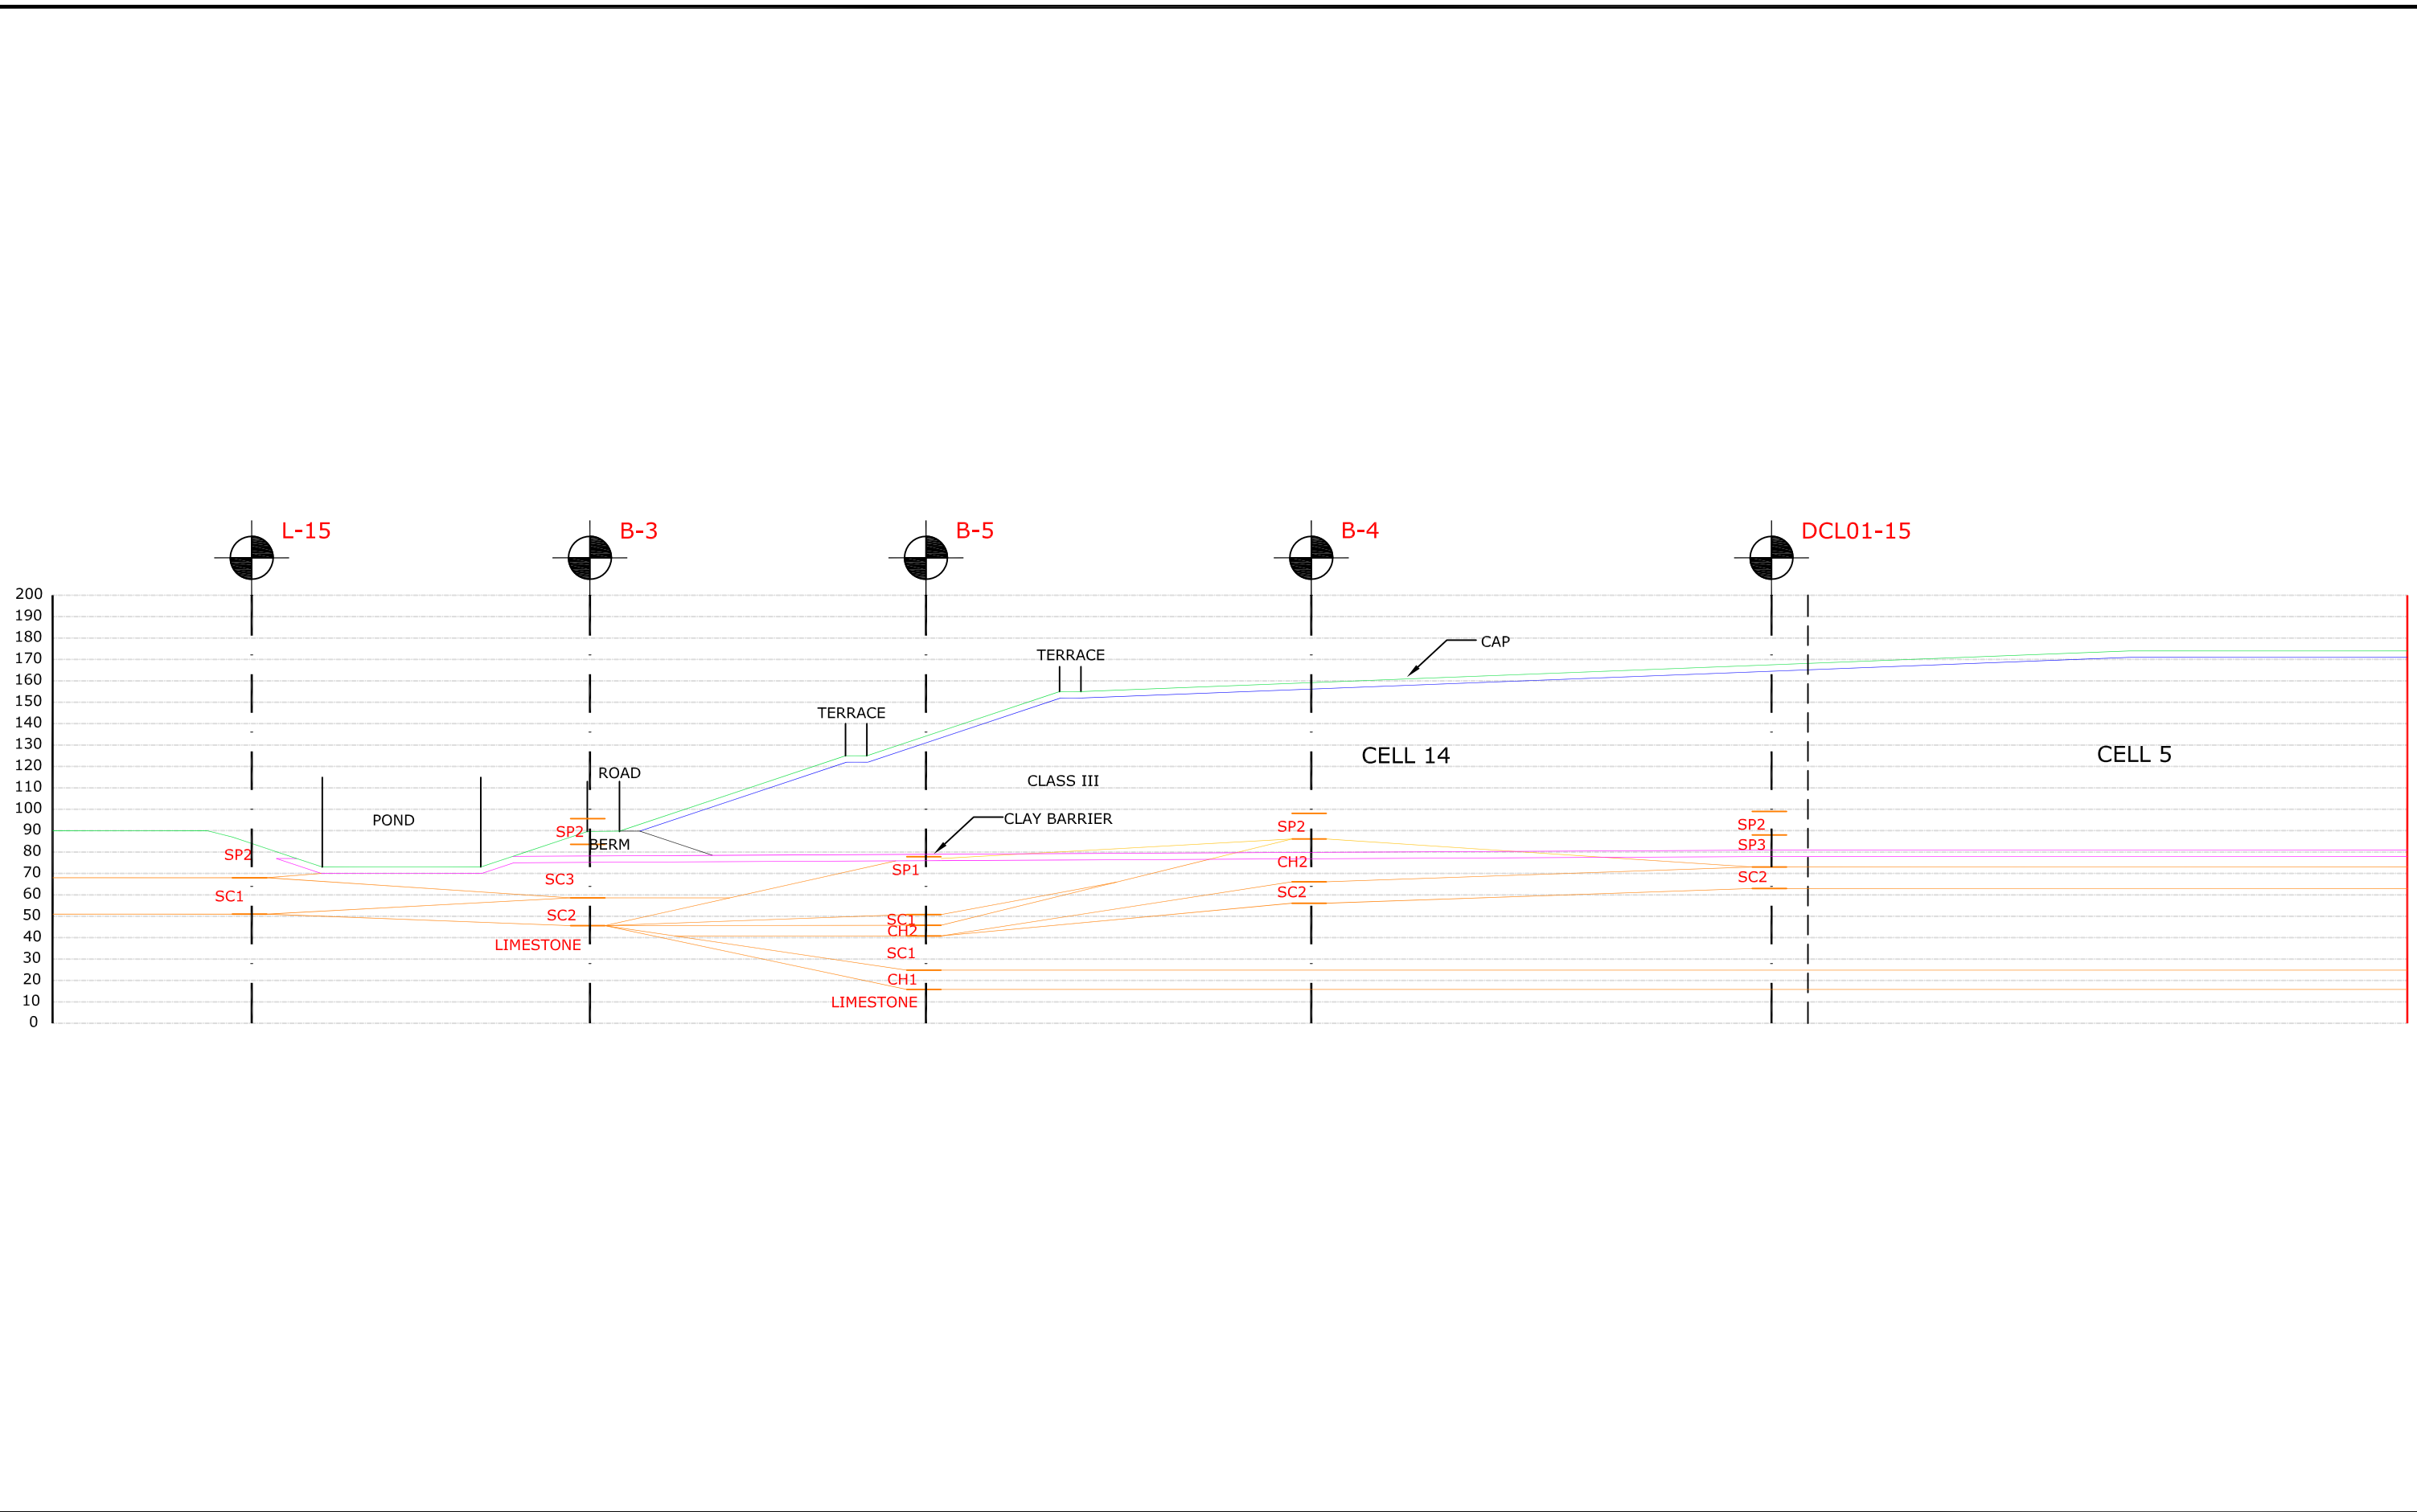 L-15
B-3
B-5
B-4
DCL01-15
200
190
180
170
160
150
140
130
120
110
100
90
80
70
60
50
40
30
20
10
0
CAP
TERRACE
TERRACE
CELL 14
CELL 5
ROAD
CLASS III
POND
CLAY BARRIER
SP2
BERM
SP2
SP2
SP2
SP3
SP1
CH2
SC3
SC2
SC1
SC2
SC2
SC1
CH2
LIMESTONE
SC1
CH1
LIMESTONE